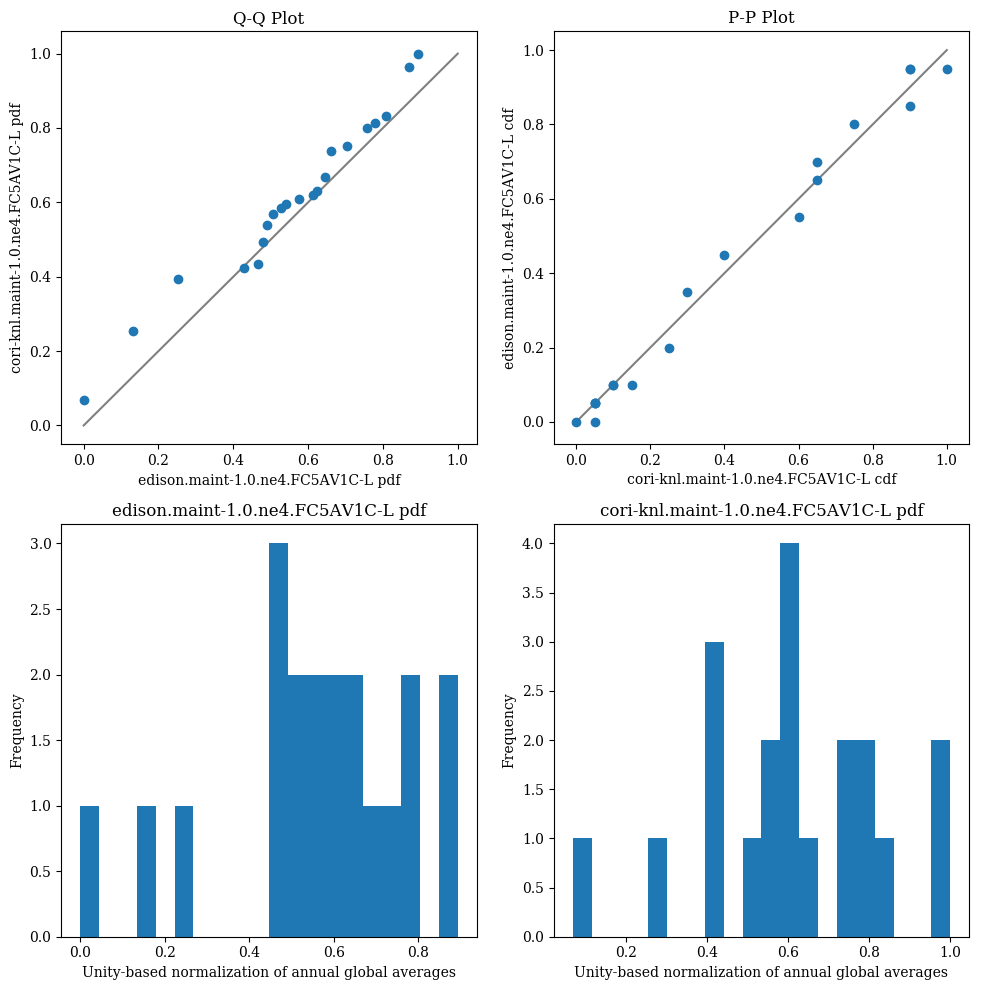 Q-Q Plot
1.0
0.8
0.6
0.4
0.2
0.0
cori-knl.maint-1.0.ne4.FC5AV1C-L pdf
0.0 0.2 0.4 0.6 0.8 1.0
edison.maint-1.0.ne4.FC5AV1C-L pdf
P-P Plot
1.0
0.8
0.6
0.4
0.2
0.0
edison.maint-1.0.ne4.FC5AV1C-L cdf
0.0 0.2 0.4 0.6 0.8 1.0
cori-knl.maint-1.0.ne4.FC5AV1C-L cdf
edison.maint-1.0.ne4.FC5AV1C-L pdf
3.0
2.5
2.0
1.5
1.0
0.5
0.0
Frequency
0.0 0.2 0.4 0.6 0.8
Unity-based normalization of annual global averages
cori-knl.maint-1.0.ne4.FC5AV1C-L pdf
4.0
3.5
3.0
2.5
2.0
1.5
1.0
0.5
0.0
Frequency
0.2 0.4 0.6 0.8 1.0
Unity-based normalization of annual global averages